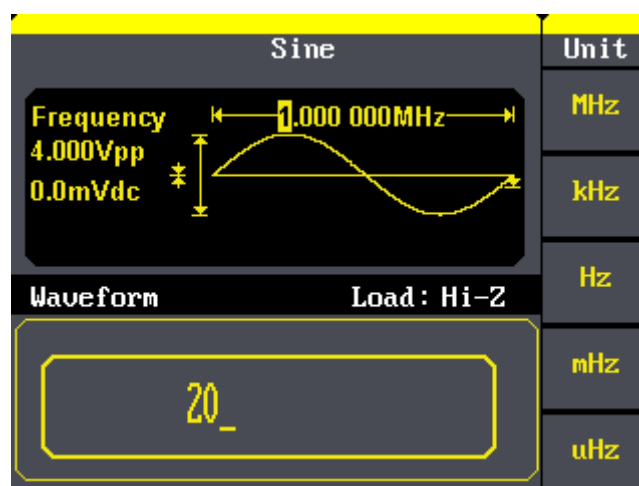 Sine
Unit
Frequency
1.000 000MHz
4.000Vpp
0.0mVdc
Waveform
Load: Hi-Z
20_
MHz
kHz
Hz
mHz
uHz